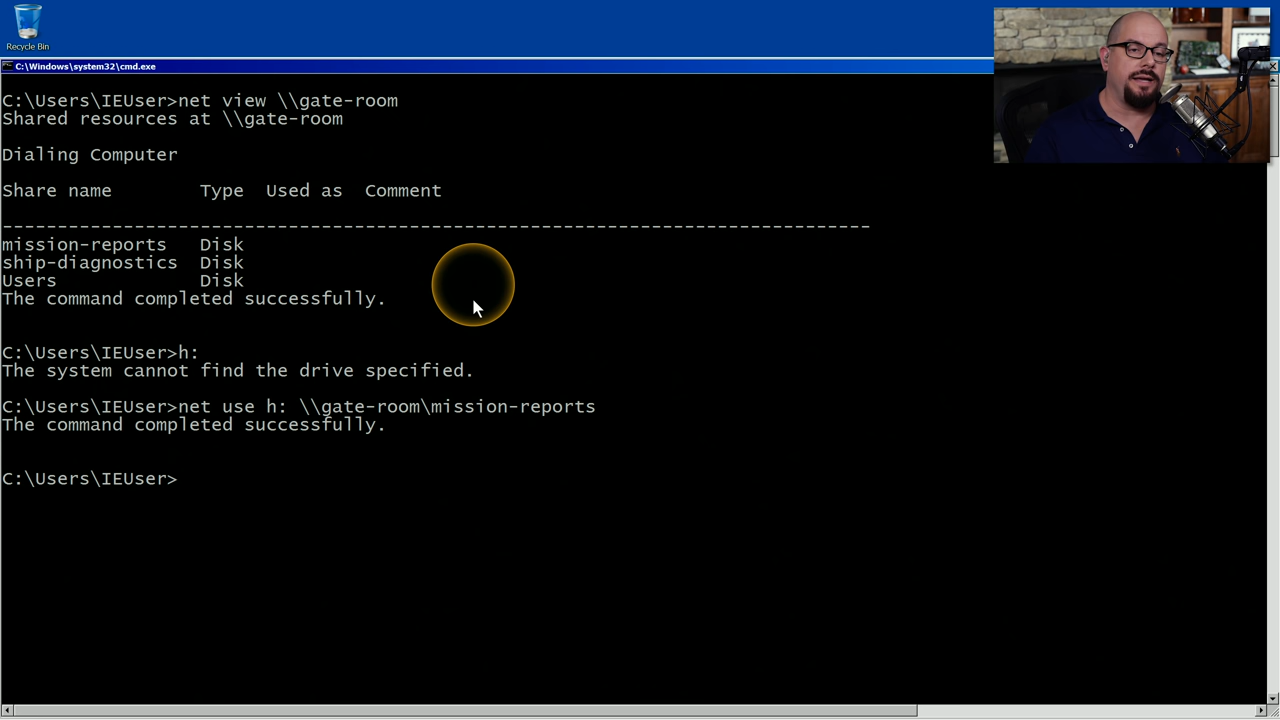 Recycle Bin
C:\Windows\system32\cmd.exe
C:\Users\IEUser>net view \\gate-room
Shared resources at \\gate-room
Dialing Computer
Share name        Type   Used as  Comment
-------------------------------------------------------------------------------
mission-reports   Disk
ship-diagnostics  Disk
Users             Disk
The command completed successfully.
C:\Users\IEUser>h:
The system cannot find the drive specified.
C:\Users\IEUser>net use h: \\gate-room\mission-reports
The command completed successfully.
C:\Users\IEUser>